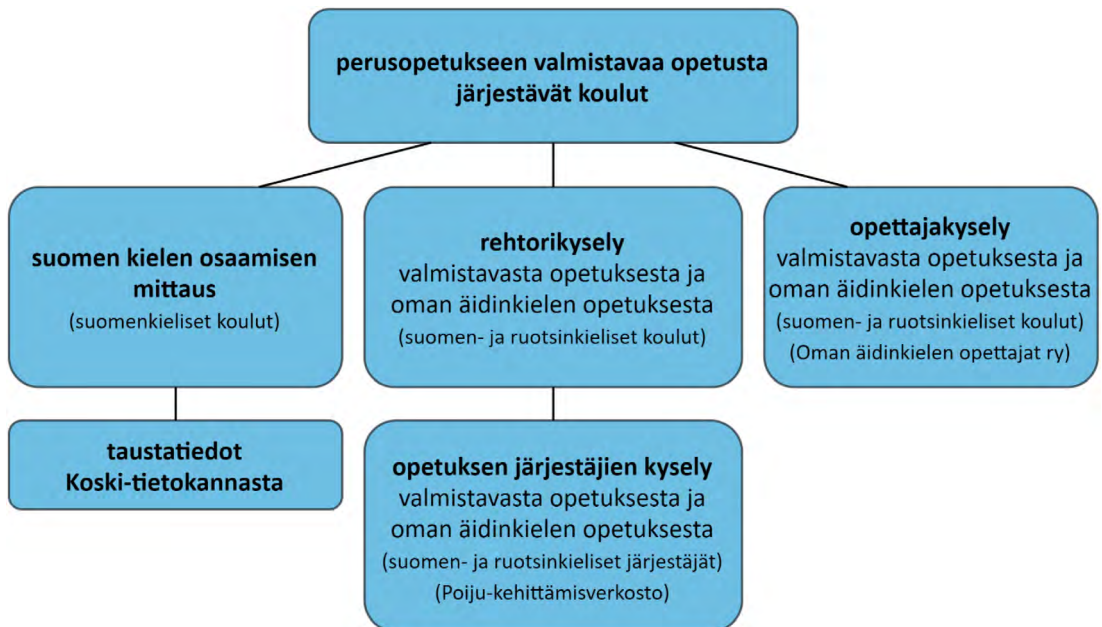 perusopetukseen valmistavaa opetusta
järjestävät koulut
suomen kielen osaamisen
mittaus
(suomenkieliset koulut)
rehtorikysely
valmistavasta opetuksesta ja
oman äidinkielen opetuksesta
(suomen- ja ruotsinkieliset koulut)
opettajakysely
valmistavasta opetuksesta ja
oman äidinkielen opetuksesta
(suomen- ja ruotsinkieliset koulut)
(Oman äidinkielen opettajat ry)
taustatiedot
Koski-tietokannasta
opetuksen järjestäjien kysely
valmistavasta opetuksesta ja
oman äidinkielen opetuksesta
(suomen- ja ruotsinkieliset järjestäjät)
(Poiju-kehittämisverkosto)